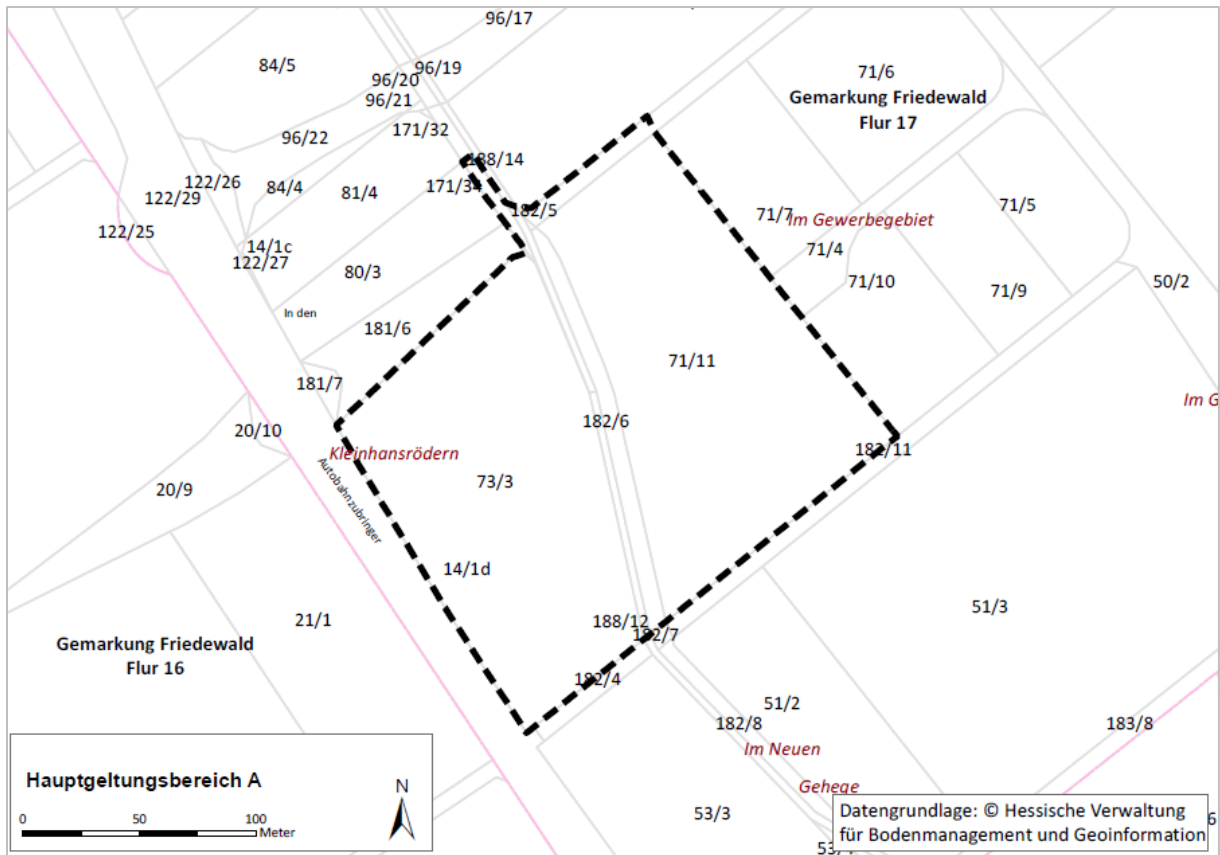 96/17
84/5
96/19
96/20
96/21
71/6
Gemarkung Friedewald
Flur 17
171/32
96/22
188/14
122/26
84/4
81/4
171/34
122/29
182/5
71/7
Im Gewerbegebiet
71/5
122/25
14/1c
122/27
80/3
71/4
71/10
71/9
50/2
In den
181/6
71/11
181/7
Im G
20/10
182/6
Kleinhansrödern
182/11
Autobahnzubringer
20/9
73/3
14/1d
51/3
21/1
188/12
182/7
Gemarkung Friedewald
Flur 16
182/4
51/2
182/8
183/8
Im Neuen
Gehege
Hauptgeltungsbereich A
N
0 50 100
Meter
53/3
Datengrundlage: © Hessische Verwaltung
für Bodenmanagement und Geoinformation